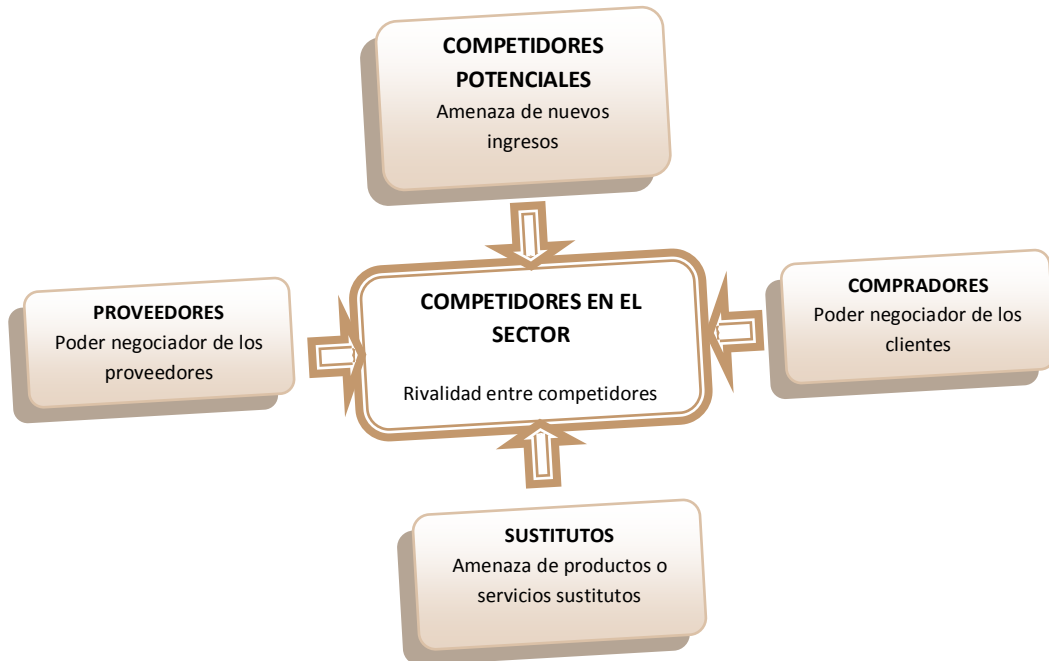 COMPETIDORES
POTENCIALES
Amenaza de nuevos
ingresos
PROVEEDORES
Poder negociador de los
proveedores
COMPETIDORES EN EL
SECTOR
Rivalidad entre competidores
COMPRADORES
Poder negociador de los
clientes
SUSTITUTOS
Amenaza de productos o
servicios sustitutos